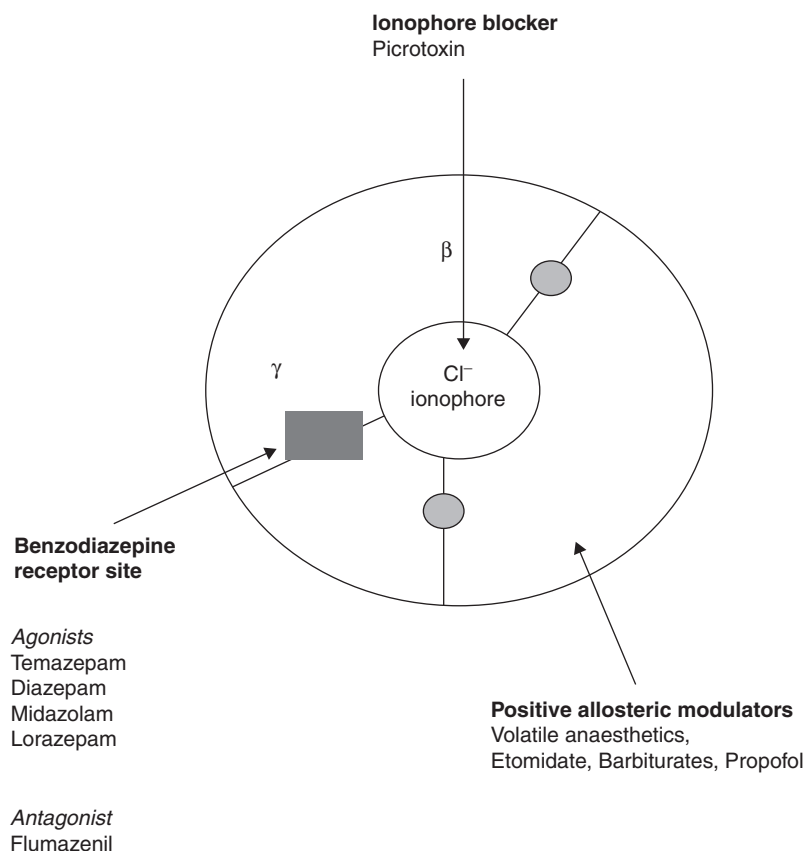 Ionophore blocker
Picrotoxin
β
γ
Cl⁻
ionophore
Benzodiazepine
receptor site
Agonists
Temazepam
Diazepam
Midazolam
Lorazepam
Positive allosteric modulators
Volatile anaesthetics,
Etomidate, Barbiturates, Propofol
Antagonist
Flumazenil